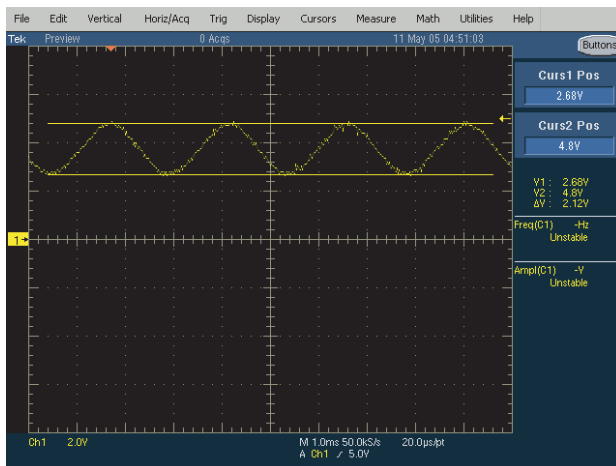 File Edit Vertical Horiz/Acq Trig Display Cursors Measure Math Utilities Help
Tek Preview 0 Acqs 11 May 05 04:51:03
Buttons
Curs1 Pos
2.68V
Curs2 Pos
4.8V
V1 : 2.68V
V2 : 4.8V
ΔV : 2.12V
Freq(C1) -Hz
Unstable
Ampl(C1) -V
Unstable
1
Ch1 2.0V M 1.0ms 50.0kS/s 20.0µs/pt
A Ch1 ∕ 5.0V